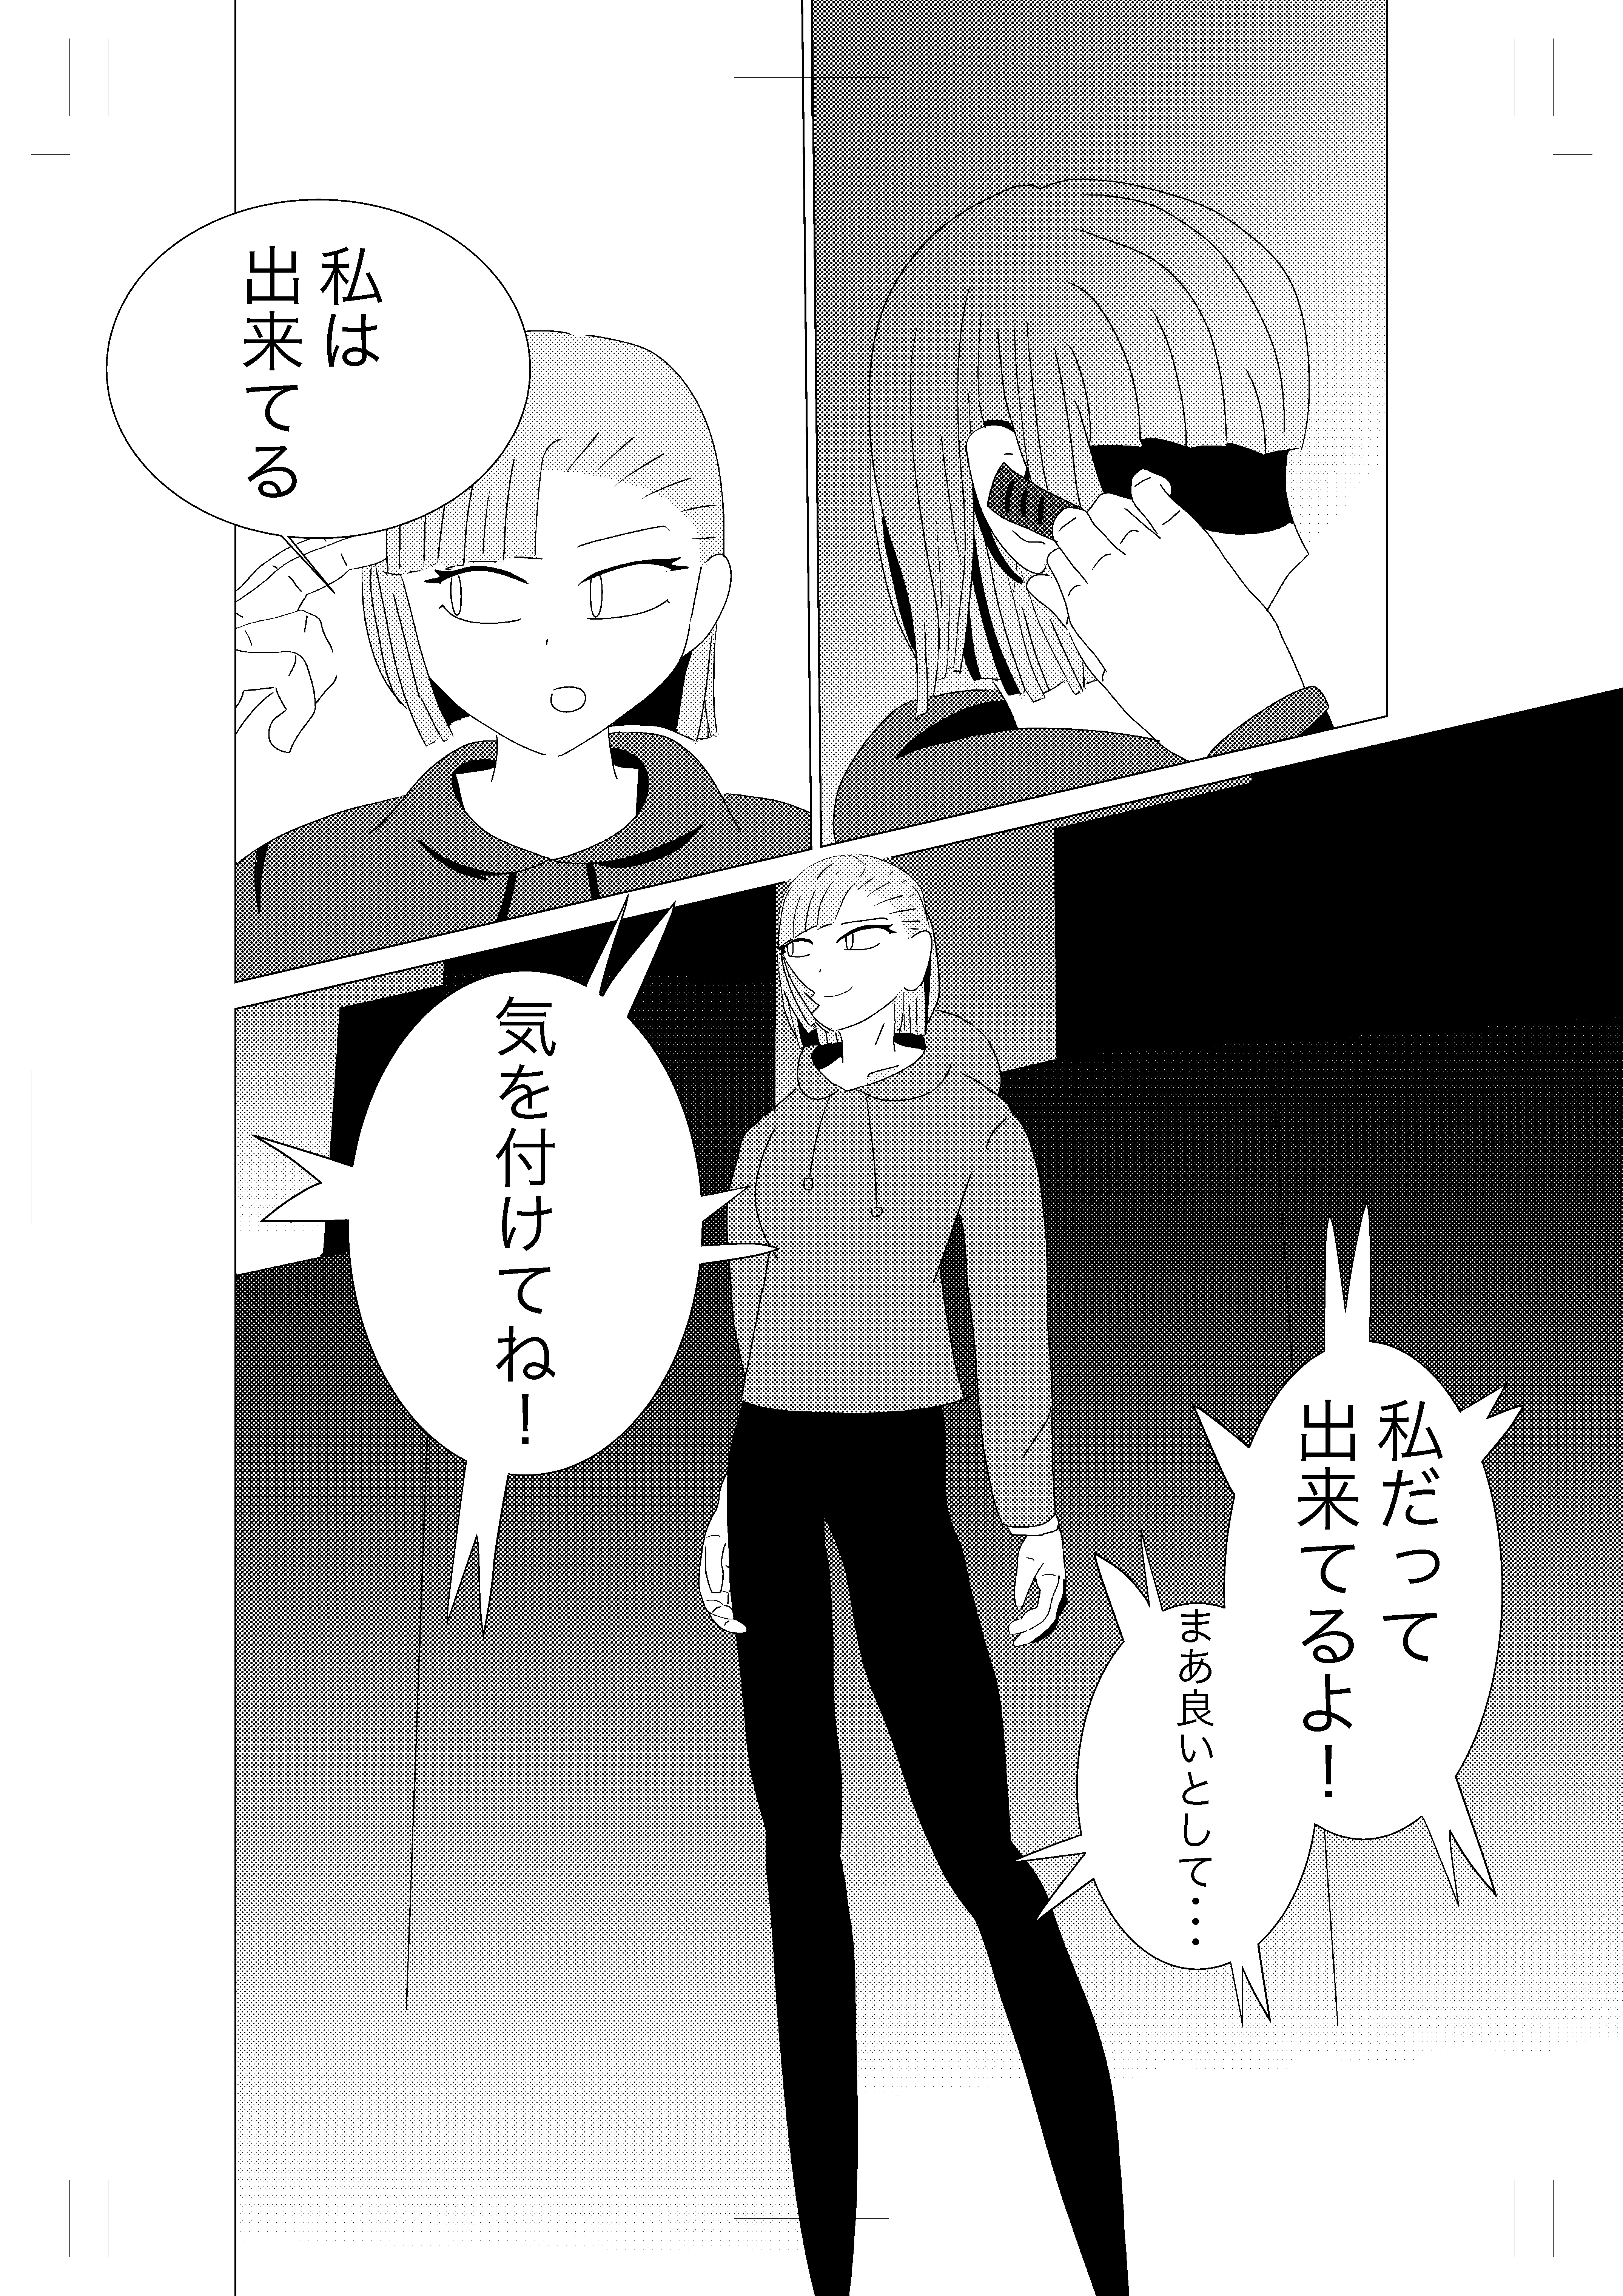 私は
出来てる
私だって
出来てるよ！
まあ良いとして・・・
気を付けてね！